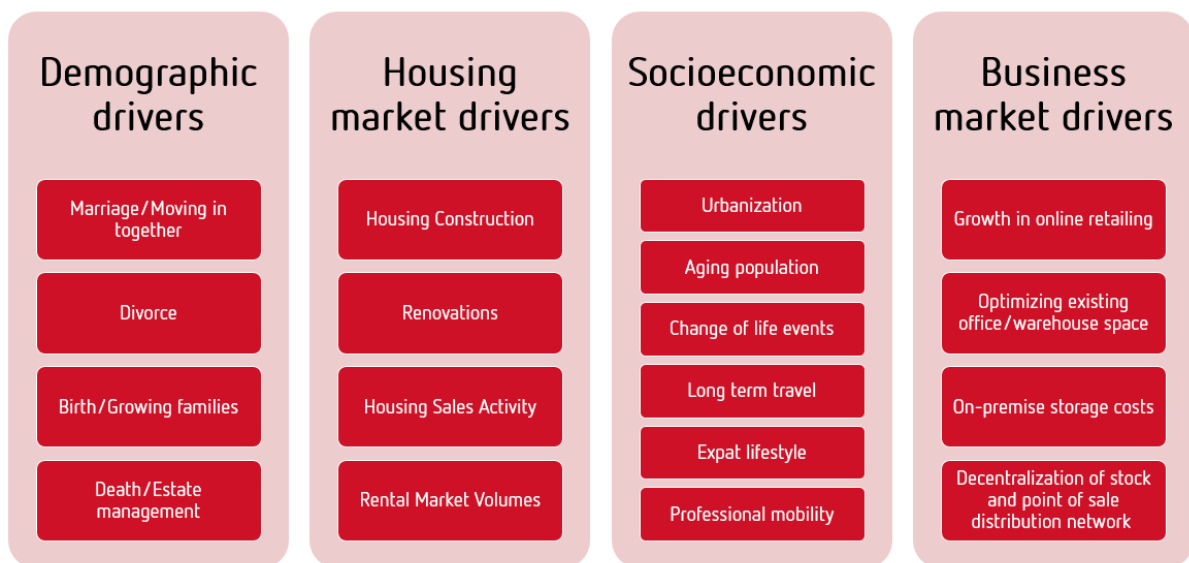 Demographic
drivers
Marriage/Moving in
together
Divorce
Birth/Growing families
Death/Estate
management
Housing
market drivers
Housing Construction
Renovations
Housing Sales Activity
Rental Market Volumes
Socioeconomic
drivers
Urbanization
Aging population
Change of life events
Long term travel
Expat lifestyle
Professional mobility
Business
market drivers
Growth in online retailing
Optimizing existing
office/warehouse space
On-premise storage costs
Decentralization of stock
and point of sale
distribution network